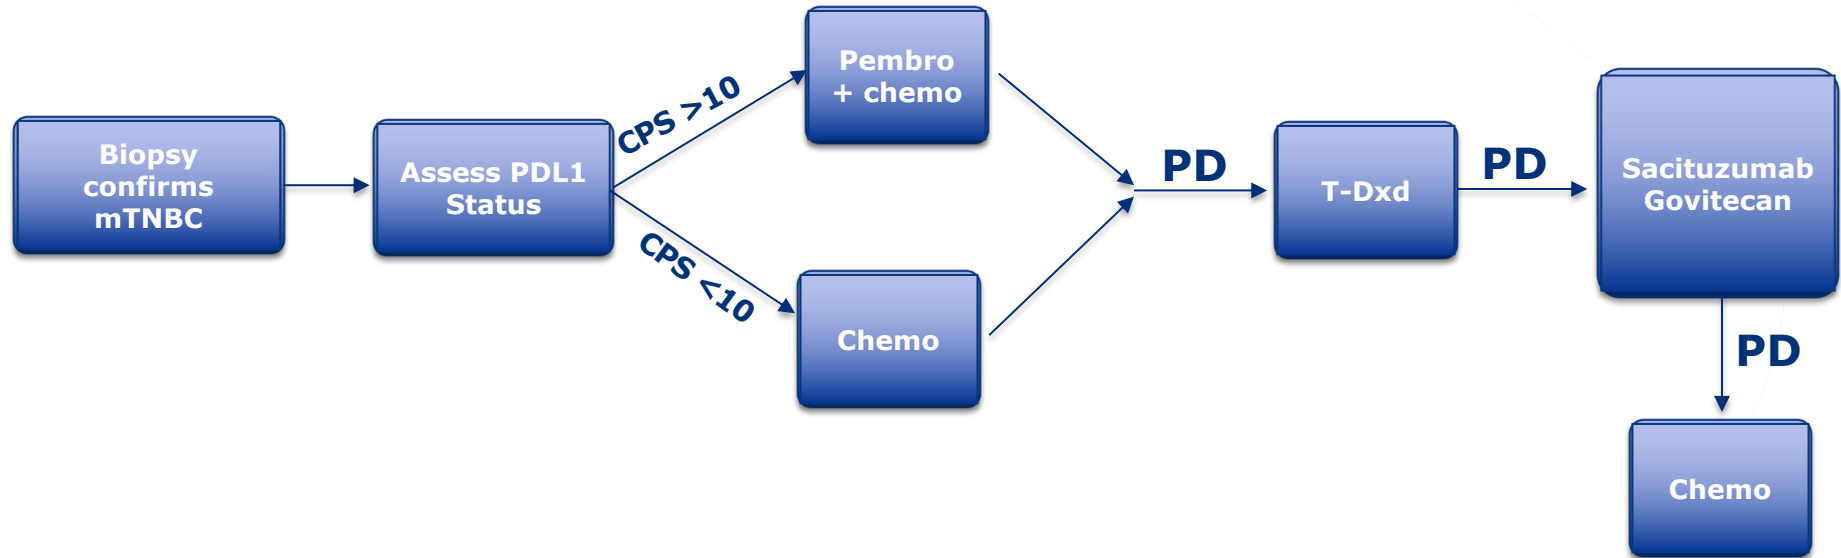 Biopsy
confirms
mTNBC
Assess PDL1
Status
CPS >10
CPS <10
Pembro
+ chemo
Chemo
PD
T-Dxd
PD
Sacituzumab
Govitecan
PD
Chemo